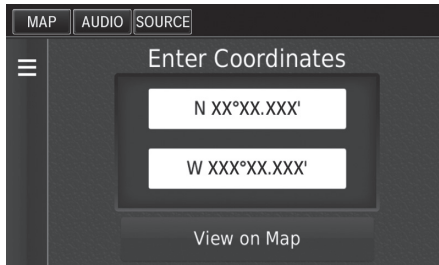 MAP AUDIO SOURCE
Enter Coordinates
N XX°XX.XXX'
W XXX°XX.XXX'
View on Map